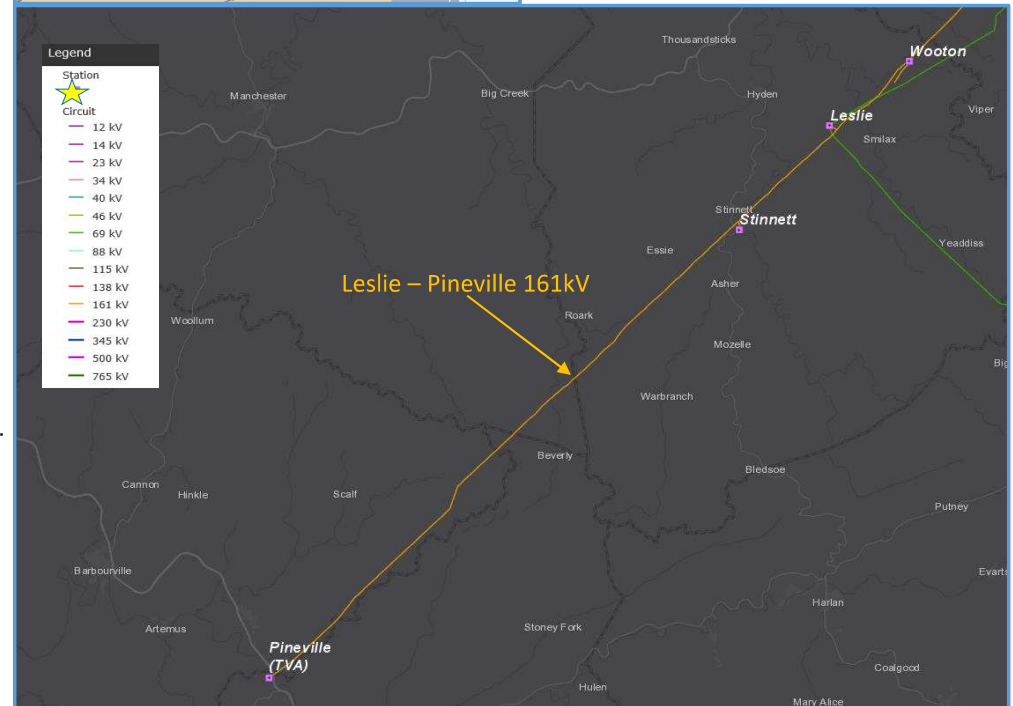 Legend
Station
Circuit
12 kV
14 kV
23 kV
34 kV
40 kV
46 kV
69 kV
88 kV
115 kV
138 kV
161 kV
230 kV
345 kV
500 kV
765 kV
Thousandsticks
Wooton
Manchester
Big Creek
Hyden
Viper
Leslie
Smilax
Stinnett
Stinnett
Yeaddiss
Essie
Asher
Leslie – Pineville 161kV
Roark
Woollum
Mozelle
Big
Warbranch
.
Beverly
Bledsoe
Cannon
Hinkle
Scalf
Putney
Barbourville
Evarts
Harlan
Artemus
Stoney Fork
Pineville
(TVA)
Coalgood
Hulen
Mary Alice